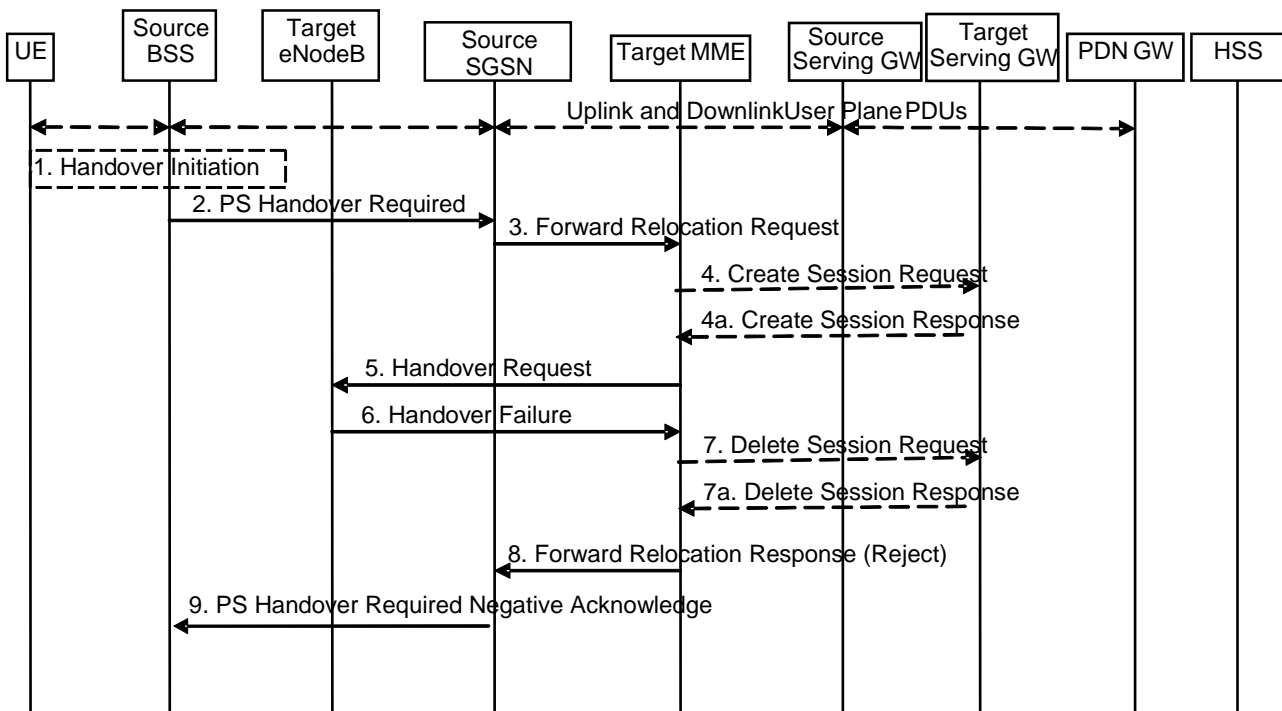 UE
Source
BSS
Target
eNodeB
Source
SGSN
Target MME
Source
Serving GW
Target
Serving GW
PDN GW
HSS
Uplink and DownlinkUser Plane PDUs
1. Handover Initiation
2. PS Handover Required
3. Forward Relocation Request
4. Create Session Request
4a. Create Session Response
5. Handover Request
6. Handover Failure
7. Delete Session Request
7a. Delete Session Response
8. Forward Relocation Response (Reject)
9. PS Handover Required Negative Acknowledge